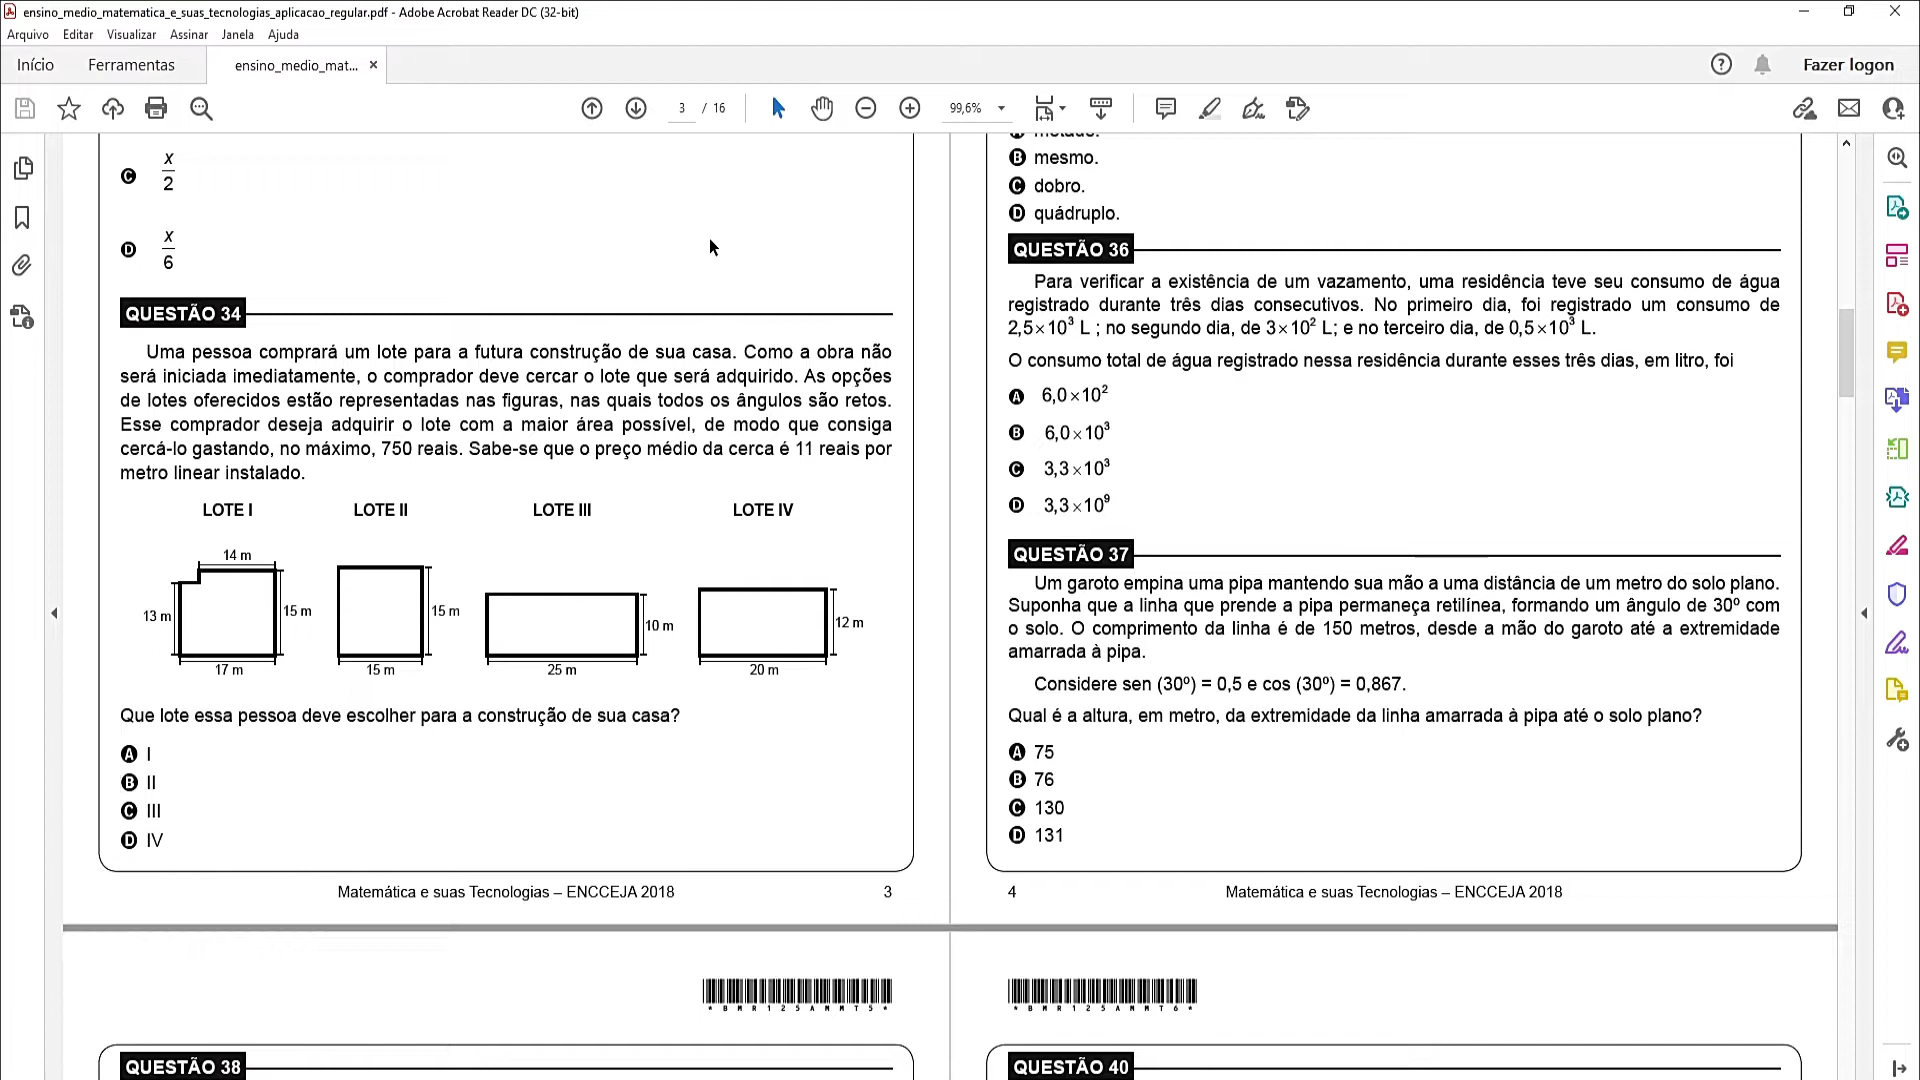 ensino_medio_matematica_e_suas_tecnologias_aplicacao_regular.pdf - Adobe Acrobat Reader DC (32-bit)
Arquivo Editar Visualizar Assinar Janela Ajuda
Início Ferramentas ensino_medio_mat... × Fazer logon
3 / 16 99,6%
C x/2
D x/6
QUESTÃO 34
Uma pessoa comprará um lote para a futura construção de sua casa. Como a obra não
será iniciada imediatamente, o comprador deve cercar o lote que será adquirido. As opções
de lotes oferecidos estão representadas nas figuras, nas quais todos os ângulos são retos.
Esse comprador deseja adquirir o lote com a maior área possível, de modo que consiga
cercá-lo gastando, no máximo, 750 reais. Sabe-se que o preço médio da cerca é 11 reais por
metro linear instalado.
LOTE I LOTE II LOTE III LOTE IV
14 m
13 m 15 m 15 m 10 m 12 m
17 m 15 m 25 m 20 m
Que lote essa pessoa deve escolher para a construção de sua casa?
A I
B II
C III
D IV
Matemática e suas Tecnologias – ENCCEJA 2018 3
B mesmo.
C dobro.
D quádruplo.
QUESTÃO 36
Para verificar a existência de um vazamento, uma residência teve seu consumo de água
registrado durante três dias consecutivos. No primeiro dia, foi registrado um consumo de
2,5×10³ L ; no segundo dia, de 3×10² L; e no terceiro dia, de 0,5×10³ L.
O consumo total de água registrado nessa residência durante esses três dias, em litro, foi
A 6,0×10²
B 6,0×10³
C 3,3×10³
D 3,3×10⁹
QUESTÃO 37
Um garoto empina uma pipa mantendo sua mão a uma distância de um metro do solo plano.
Suponha que a linha que prende a pipa permaneça retilínea, formando um ângulo de 30º com
o solo. O comprimento da linha é de 150 metros, desde a mão do garoto até a extremidade
amarrada à pipa.
Considere sen (30º) = 0,5 e cos (30º) = 0,867.
Qual é a altura, em metro, da extremidade da linha amarrada à pipa até o solo plano?
A 75
B 76
C 130
D 131
4 Matemática e suas Tecnologias – ENCCEJA 2018
*BMR125AMMT5*
QUESTÃO 38
*BMR125AMMT6*
QUESTÃO 40